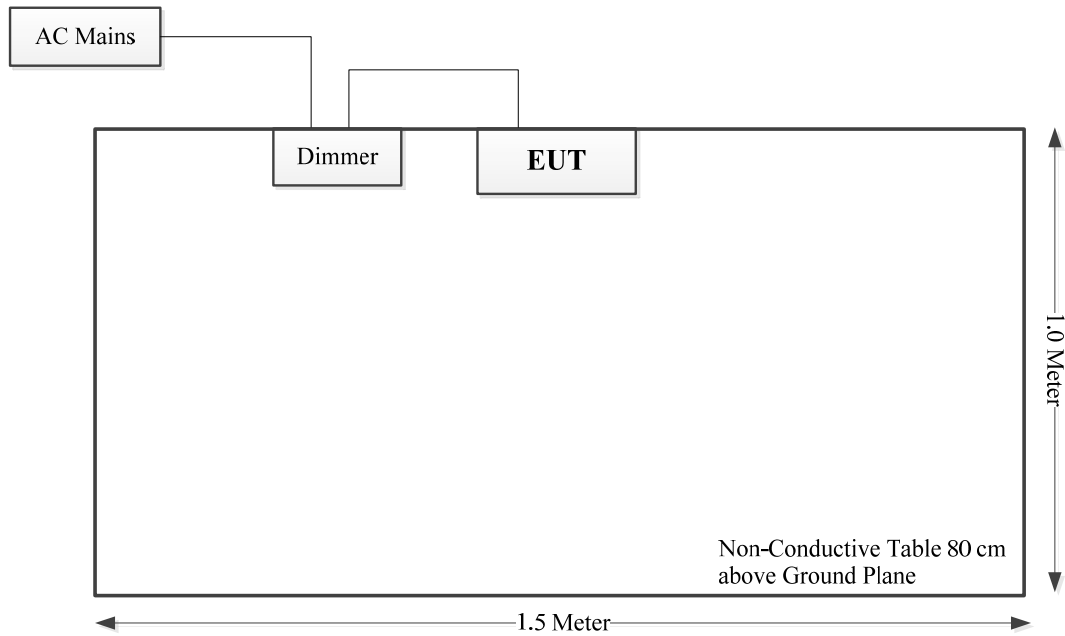 AC Mains
Dimmer
EUT
1.0 Meter
Non-Conductive Table 80 cm
above Ground Plane
1.5 Meter